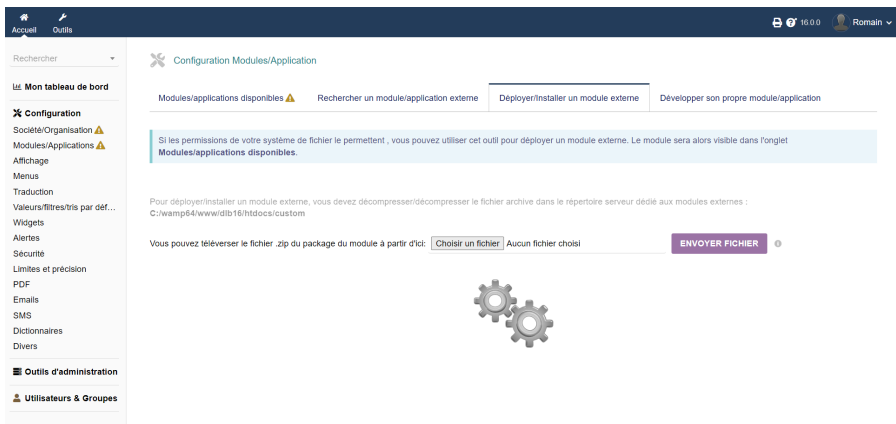 Accueil Outils 16.0.0 Romain
Rechercher
Configuration Modules/Application
Mon tableau de bord
Modules/applications disponibles Rechercher un module/application externe Déployer/Installer un module externe Développer son propre module/application
Configuration
Société/Organisation
Modules/Applications
Affichage
Menus
Traduction
Valeurs/filtres/tris par déf...
Widgets
Alertes
Sécurité
Limites et précision
PDF
Emails
SMS
Dictionnaires
Divers
Outils d'administration
Utilisateurs & Groupes
Si les permissions de votre système de fichier le permettent , vous pouvez utiliser cet outil pour déployer un module externe. Le module sera alors visible dans l'onglet
Modules/applications disponibles.
Pour déployer/installer un module externe, vous devez décompresser/décompresser le fichier archive dans le répertoire serveur dédié aux modules externes :
C:/wamp64/www/dlb16/htdocs/custom
Vous pouvez téléverser le fichier .zip du package du module à partir d'ici: Choisir un fichier Aucun fichier choisi ENVOYER FICHIER